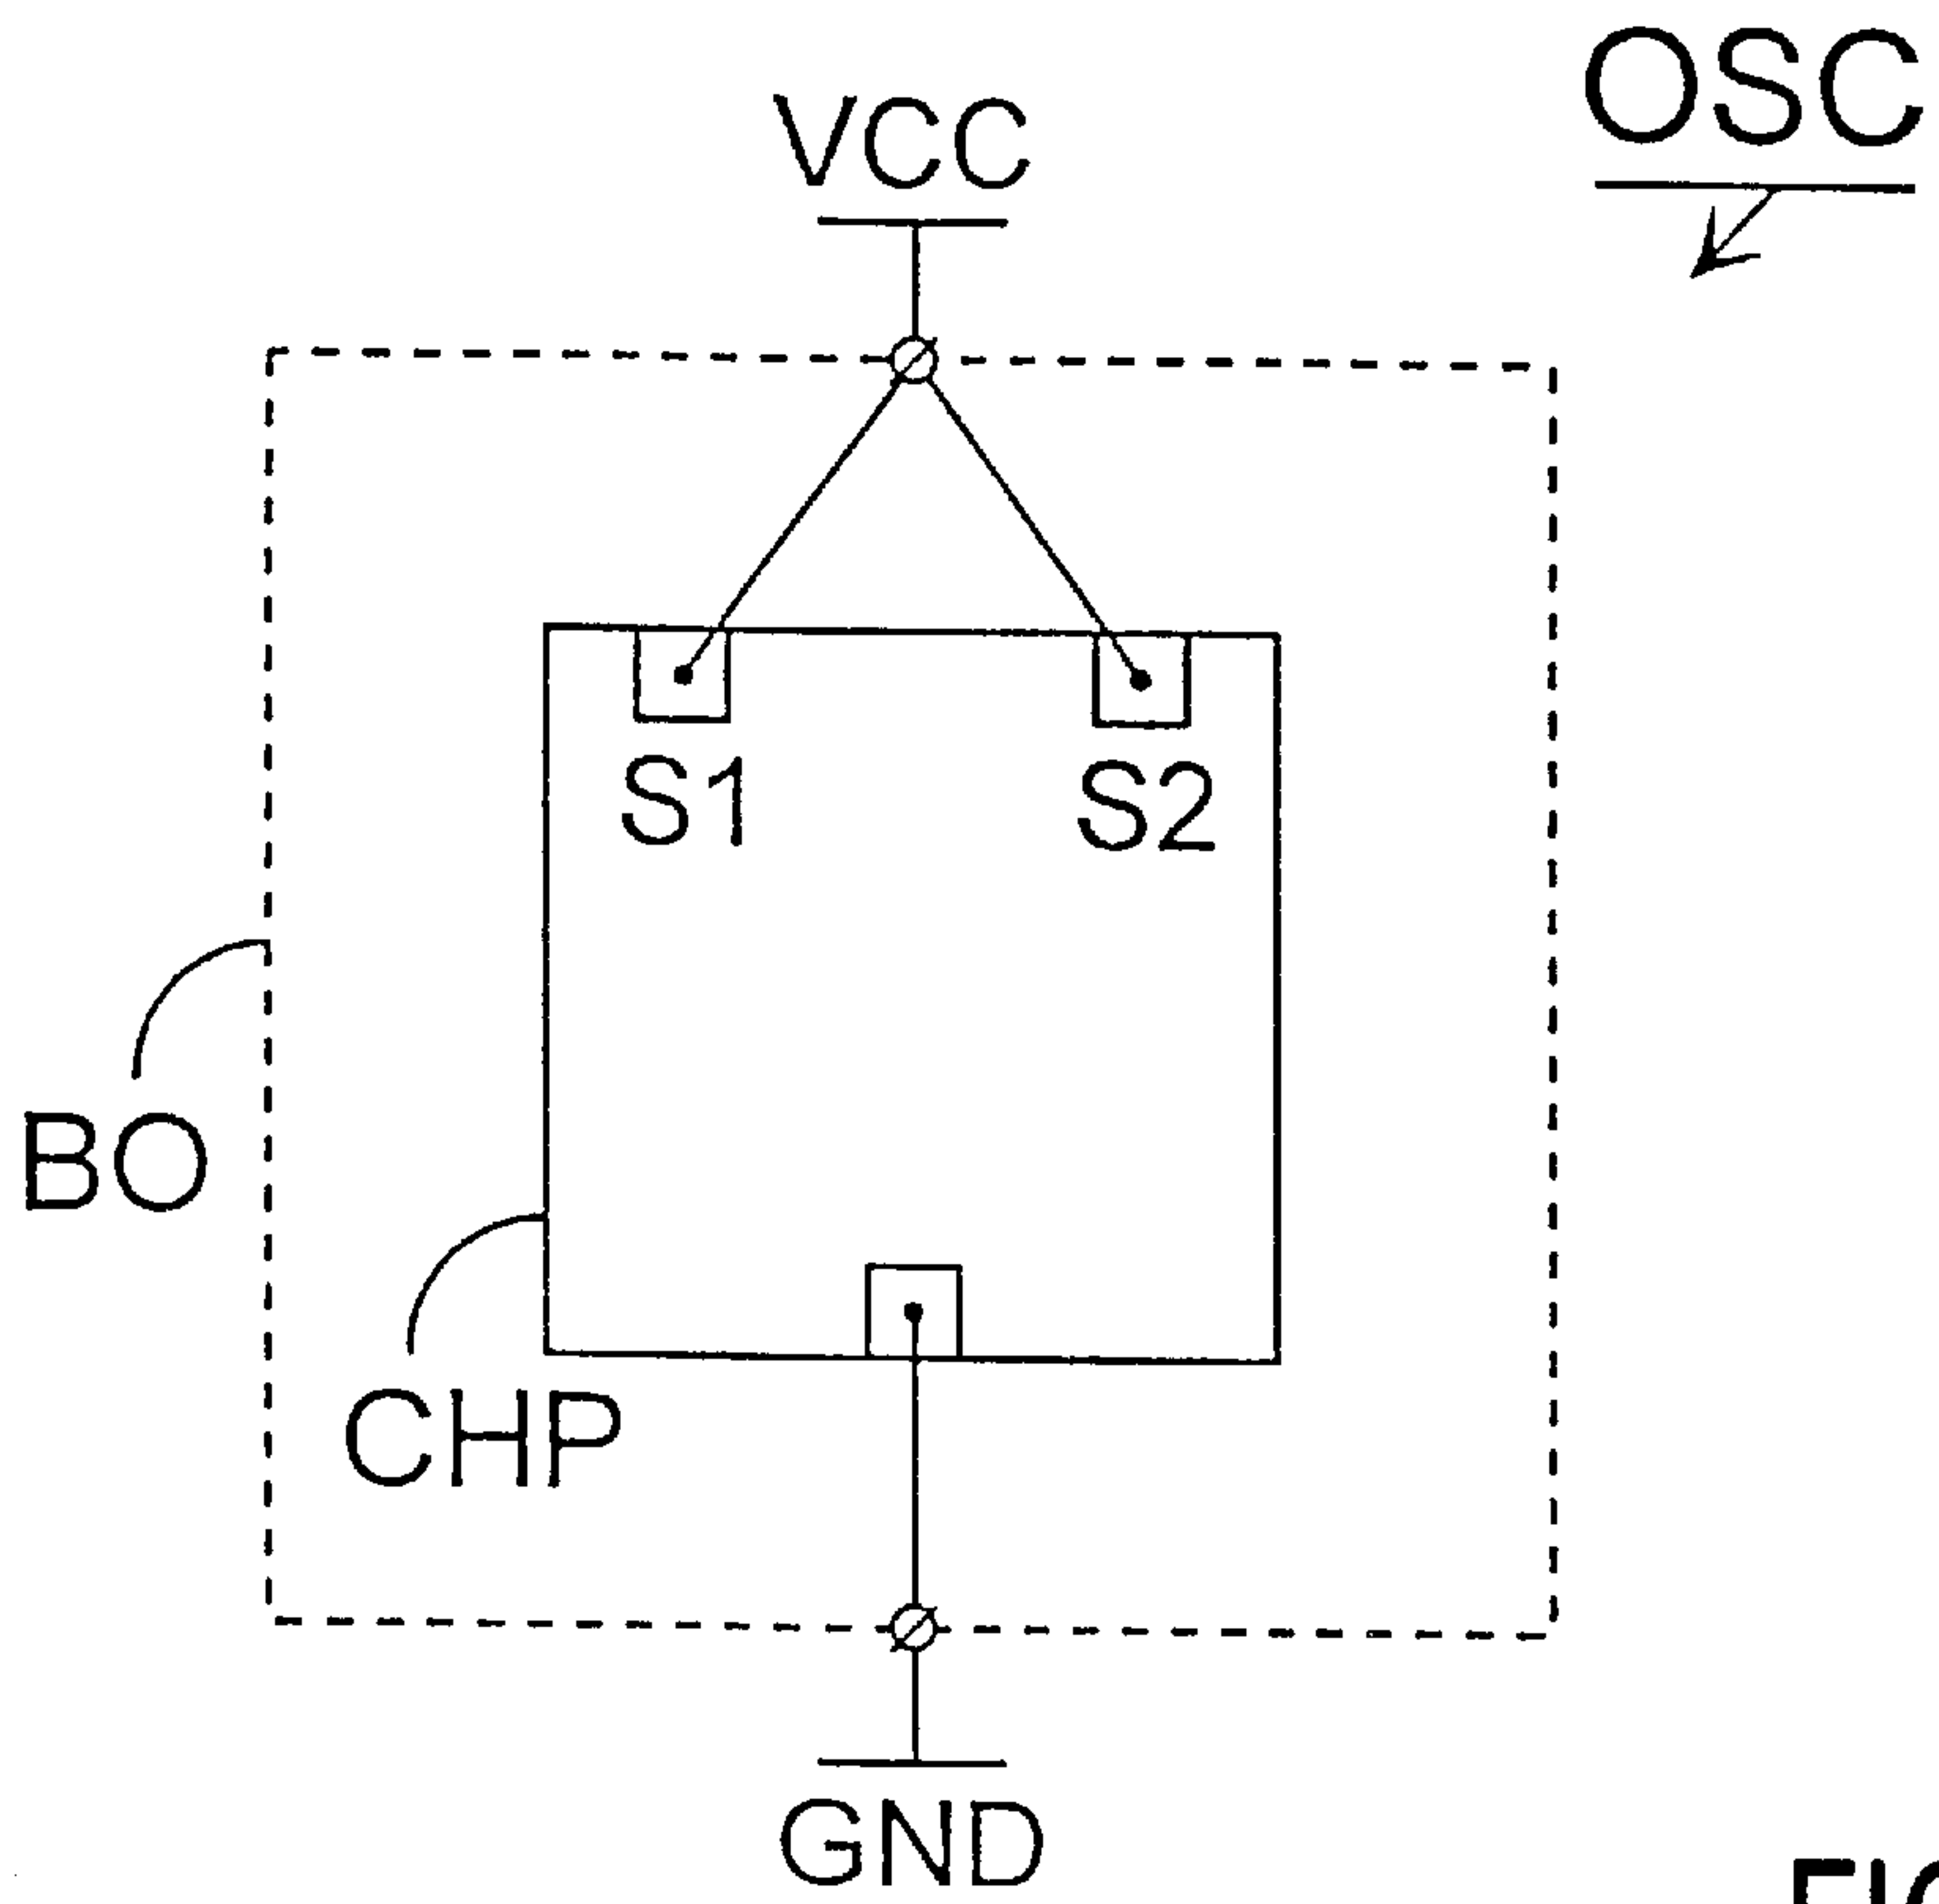 OSC
VCC
S1 S2
BO
CHP
GND